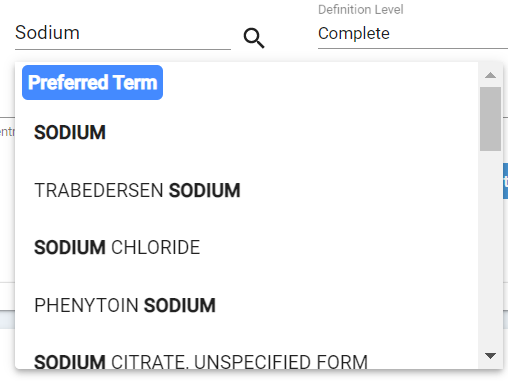 Definition Level
Sodium
Complete
Preferred Term
SODIUM
TRABEDERSEN SODIUM
SODIUM CHLORIDE
PHENYTOIN SODIUM
SODIUM CITRATE, UNSPECIFIED FORM